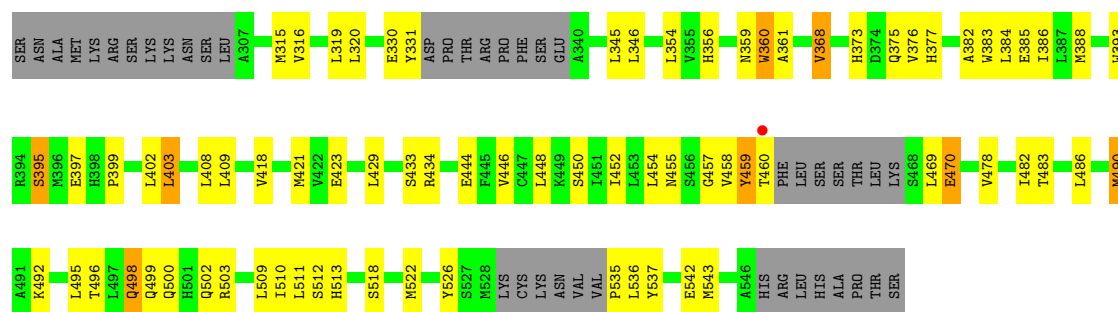 SER ASN ALA MET LYS ARG SER LYS LYS ASN SER LEU A307 M315 V316 L319 L320 E330 Y331 ASP PRO THR ARG PRO PHE SER GLU A340 L345 L346 L354 V355 H356 N359 W360 A361 V368 H373 D374 Q375 V376 H377 A382 W383 L384 E385 I386 L387 M388 W393
R394 S395 M396 E397 H398 P399 L402 L403 L408 L409 V418 M421 V422 E423 L429 S433 R434 E444 F445 V446 C447 L448 K449 S450 I451 I452 L453 L454 N455 S456 G457 V458 Y459 T460 PHE LEU SER SER THR LEU LYS S468 L469 E470 V478 I482 T483 L486 M490
A491 K492 L495 T496 L497 Q498 Q499 Q500 H501 Q502 R503 L509 I510 L511 S512 H513 S518 M522 Y526 S527 M528 LYS CYS LYS ASN VAL VAL P535 L536 Y537 E542 M543 A546 HIS ARG LEU HIS ALA PRO THR SER